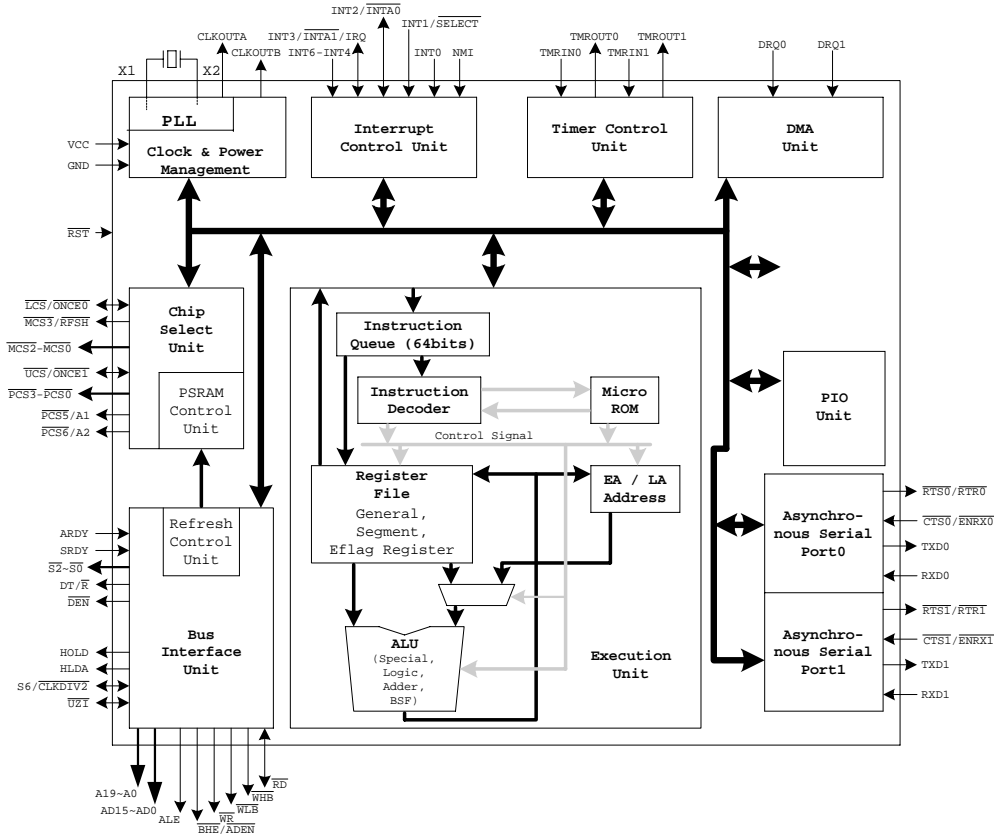 INT2/INTA0
INT3/INTA1/IRQ
INT1/SELECT
CLKOUTA
CLKOUTB
INT6-INT4
INT0
NMI
TMROUT0
TMROUT1
TMRIN0
TMRIN1
DRQ0
DRQ1
X1
X2
PLL
Clock & Power
Management
Interrupt
Control Unit
Timer Control
Unit
DMA
Unit
VCC
GND
RST
LCS/ONCE0
MCS3/RFSH
MCS2-MCS0
UCS/ONCE1
PCS3-PCS0
PCS5/A1
PCS6/A2
Chip
Select
Unit
PSRAM
Control
Unit
Instruction
Queue (64bits)
Instruction
Decoder
Micro
ROM
Control Signal
Register
File
General,
Segment,
Eflag Register
EA / LA
Address
ALU
(Special,
Logic,
Adder,
BSF)
Execution
Unit
PIO
Unit
Refresh
Control
Unit
Bus
Interface
Unit
ARDY
SRDY
S2~S0
DT/R
DEN
HOLD
HLDA
S6/CLKDIV2
UZI
Asynchro-
nous Serial
Port0
RTS0/RTR0
CTS0/ENRX0
TXD0
RXD0
Asynchro-
nous Serial
Port1
RTS1/RTR1
CTS1/ENRX1
TXD1
RXD1
A19~A0
AD15~AD0
ALE
BHE/ADEN
WR
WLB
WHB
RD